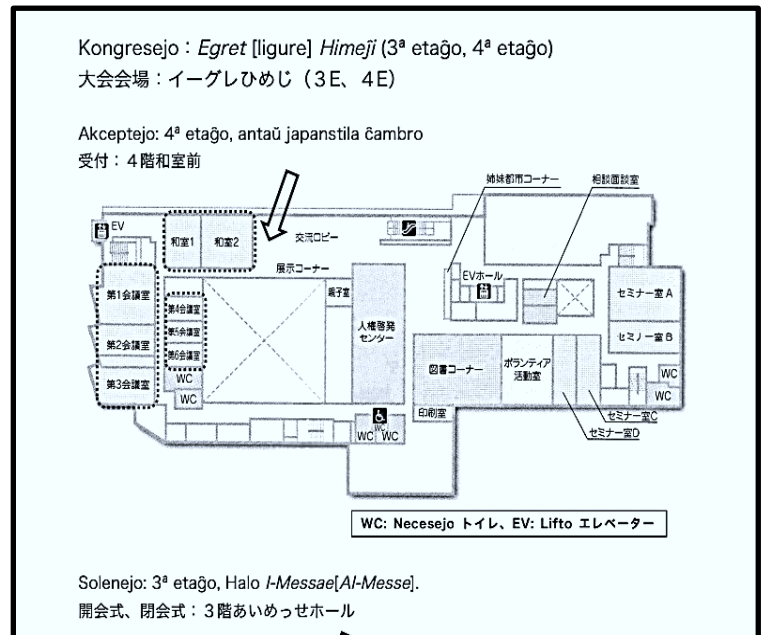 Kongresejo : Egret [ligure] Himeĵi (3ª etaĝo, 4ª etaĝo)
大会会場：イーグレひめじ（３E、４E）
Akceptejo: 4ª etaĝo, antaŭ japanstila ĉambro
受付：４階和室前
姉妹都市コーナー
相談面談室
EV
和室1
和室2
交流ロビー
展示コーナー
EVホール
第1会議室
第2会議室
第3会議室
第4会議室
第5会議室
第6会議室
WC
WC
親子室
人権啓発
センター
セミナー室A
セミナー室B
図書コーナー
ボランティア
活動室
WC
WC
印刷室
WC
WC WC
セミナー室C
セミナー室D
WC: Necesejo トイレ、EV: Lifto エレベーター
Solenejo: 3ª etaĝo, Halo I-Messae[AI-Messe].
開会式、閉会式：３階あいめっせホール